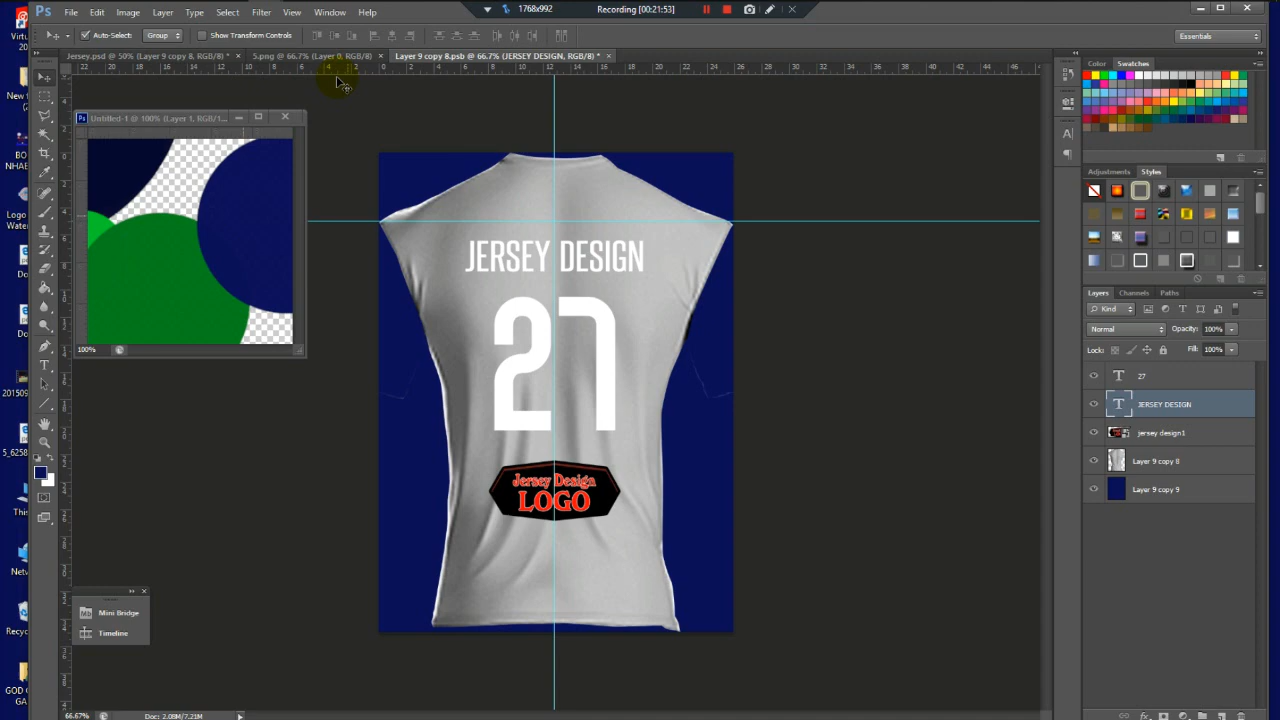 1768x992 Recording [00:21:53]
Ps File Edit Image Layer Type Select Filter Analysis View Window Help
Auto-Select: Group Show Transform Controls Essentials
Jersey.psd @ 50% (Layer 9 copy 8, RGB/8) * × 5.png @ 66.7% (Layer 0, RGB/8) × Layer 9 copy 8.psb @ 66.7% (JERSEY DESIGN, RGB/8) * ×
Color Swatches
Untitled-1 @ 100% (Layer 1, RGB/1...
100%
Adjustments Styles
JERSEY DESIGN
27
Jersey Design
LOGO
Layers Channels Paths
Kind
Normal Opacity: 100%
Lock: Fill: 100%
27
JERSEY DESIGN
jersey design1
Layer 9 copy 8
Layer 9 copy 9
Mb Mini Bridge
Timeline
66.67% Doc: 2.08M/7.21M